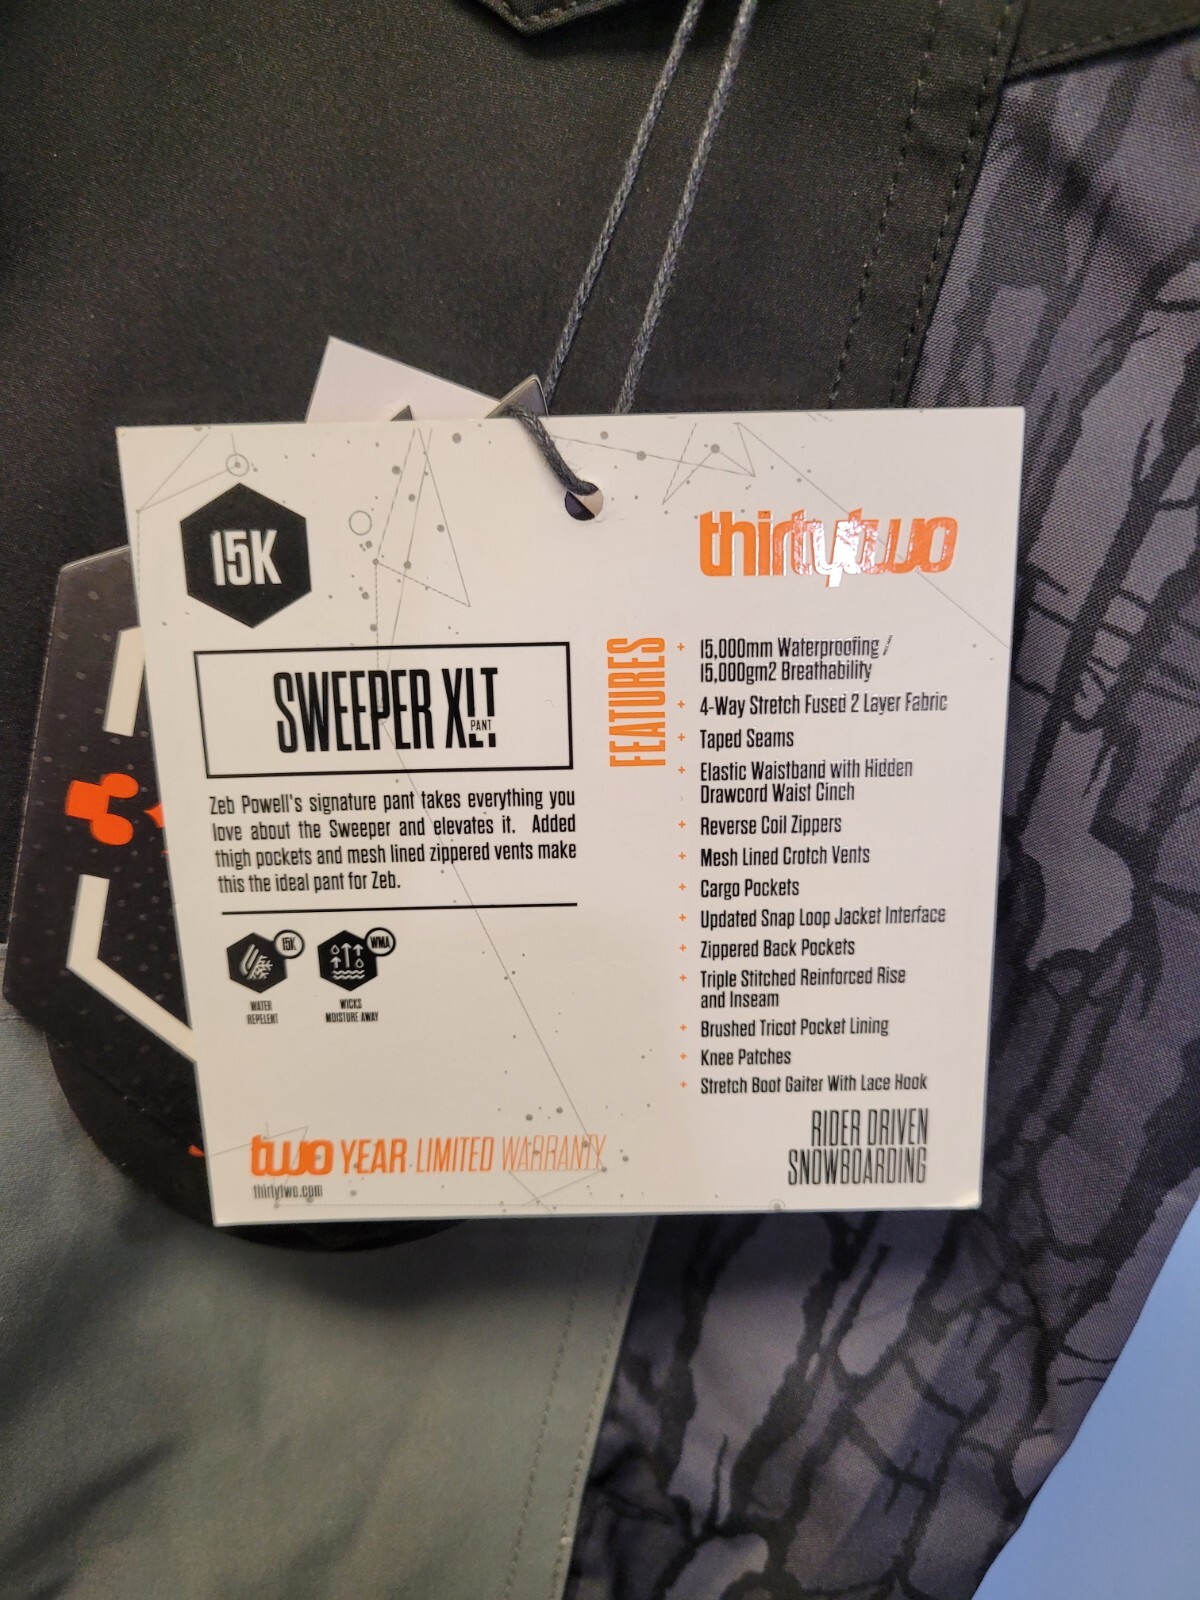 15K
thirtytwo
SWEEPER XLT
PANT
Zeb Powell's signature pant takes everything you
love about the Sweeper and elevates it. Added
thigh pockets and mesh lined zippered vents make
this the ideal pant for Zeb.
15K
WMA
WATER
REPELENT
WICKS
MOISTURE AWAY
FEATURES
+ 15,000mm Waterproofing /
15,000gm2 Breathability
+ 4-Way Stretch Fused 2 Layer Fabric
+ Taped Seams
+ Elastic Waistband with Hidden
Drawcord Waist Cinch
+ Reverse Coil Zippers
+ Mesh Lined Crotch Vents
+ Cargo Pockets
+ Updated Snap Loop Jacket Interface
+ Zippered Back Pockets
+ Triple Stitched Reinforced Rise
and Inseam
+ Brushed Tricot Pocket Lining
+ Knee Patches
+ Stretch Boot Gaiter With Lace Hook
two YEAR LIMITED WARRANTY
thirtytwo.com
RIDER DRIVEN
SNOWBOARDING